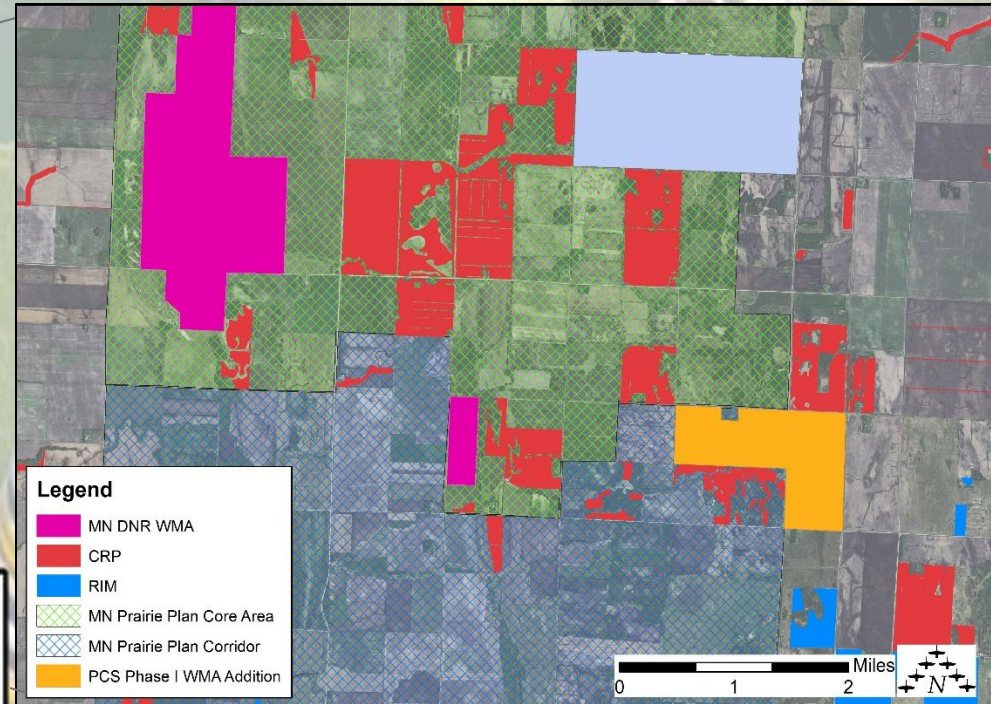 Legend
MN DNR WMA
CRP
RIM
MN Prairie Plan Core Area
MN Prairie Plan Corridor
PCS Phase I WMA Addition
Miles
0 1 2
N